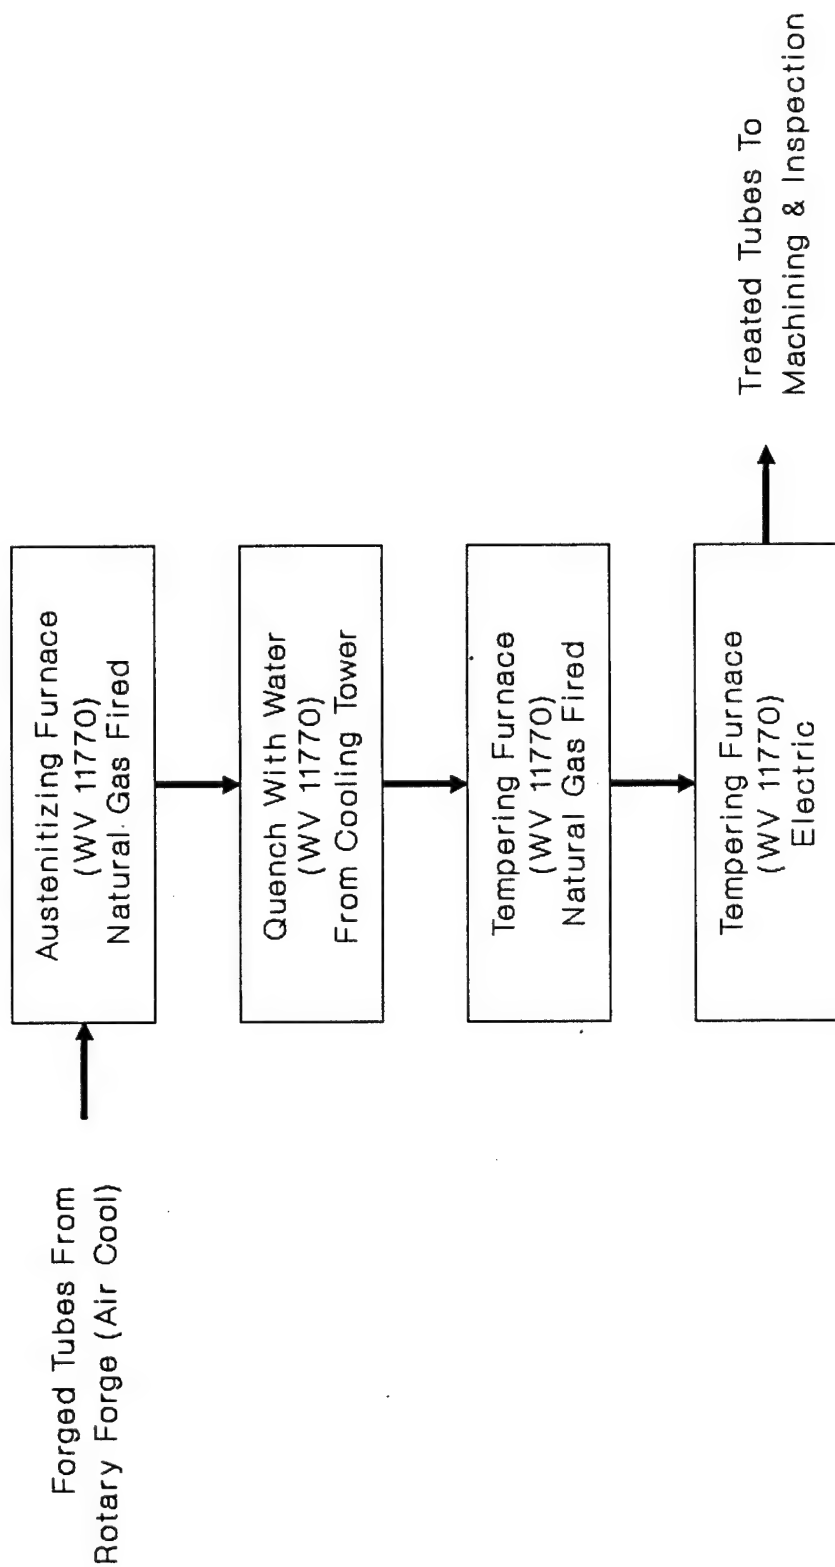 Forged Tubes From
Rotary Forge (Air Cool)
Austenitizing Furnace
(WV 11770)
Natural Gas Fired
Quench With Water
(WV 11770)
From Cooling Tower
Tempering Furnace
(WV 11770)
Natural Gas Fired
Tempering Furnace
(WV 11770)
Electric
Treated Tubes To
Machining & Inspection